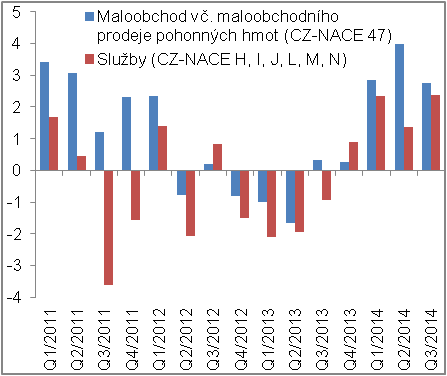 Maloobchod vč. maloobchodního
prodeje pohonných hmot (CZ-NACE 47)
Služby (CZ-NACE H, I, J, L, M, N)
5
4
3
2
1
0
-1
-2
-3
-4
Q1/2011
Q2/2011
Q3/2011
Q4/2011
Q1/2012
Q2/2012
Q3/2012
Q4/2012
Q1/2013
Q2/2013
Q3/2013
Q4/2013
Q1/2014
Q2/2014
Q3/2014